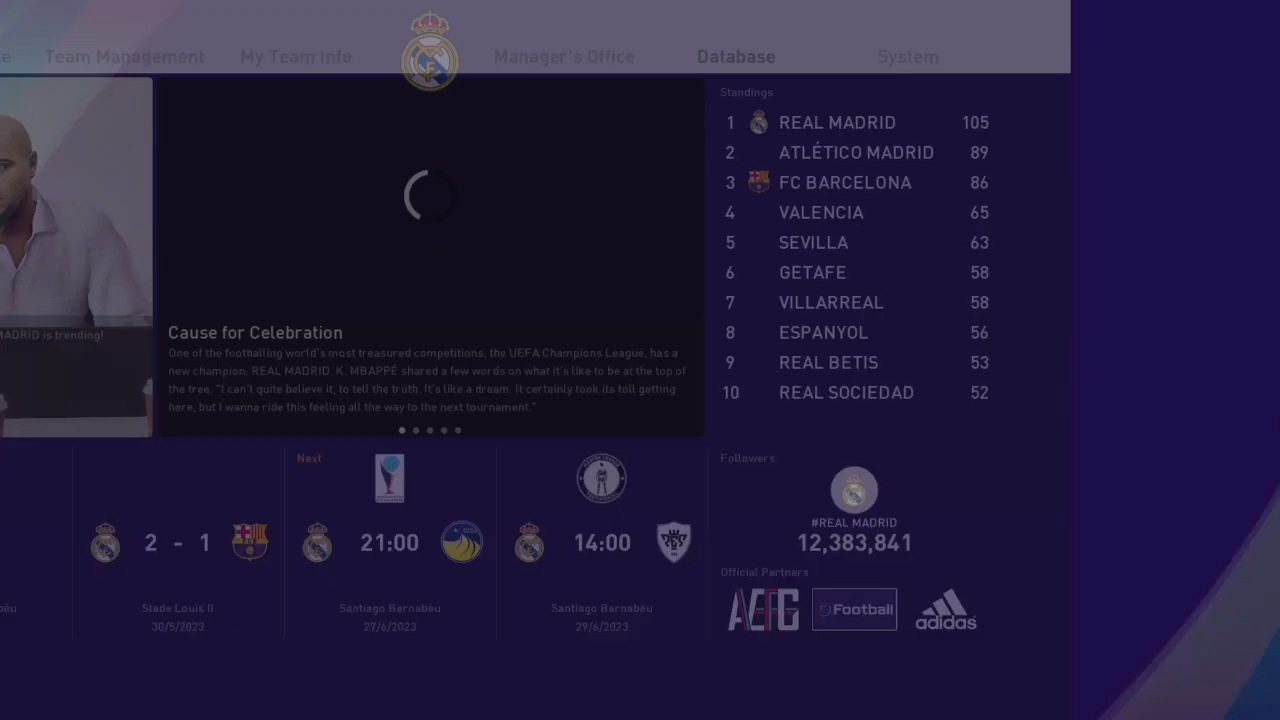 e Team Management My Team Info Manager's Office Database System
MADRID is trending!
Cause for Celebration
One of the footballing world's most treasured competitions, the UEFA Champions League, has a
new champion: REAL MADRID. K. MBAPPÉ shared a few words on what it's like to be at the top of
the tree. "I can't quite believe it, to tell the truth. It's like a dream. It certainly took its toll getting
here, but I wanna ride this feeling all the way to the next tournament."
Standings
1 REAL MADRID 105
2 ATLÉTICO MADRID 89
3 FC BARCELONA 86
4 VALENCIA 65
5 SEVILLA 63
6 GETAFE 58
7 VILLARREAL 58
8 ESPANYOL 56
9 REAL BETIS 53
10 REAL SOCIEDAD 52
béu
2 - 1
Stade Louis II
30/5/2023
Next
21:00
Santiago Bernabéu
27/6/2023
14:00
Santiago Bernabéu
29/6/2023
Followers
#REAL MADRID
12,383,841
Official Partners
AEFG
eFootball
adidas